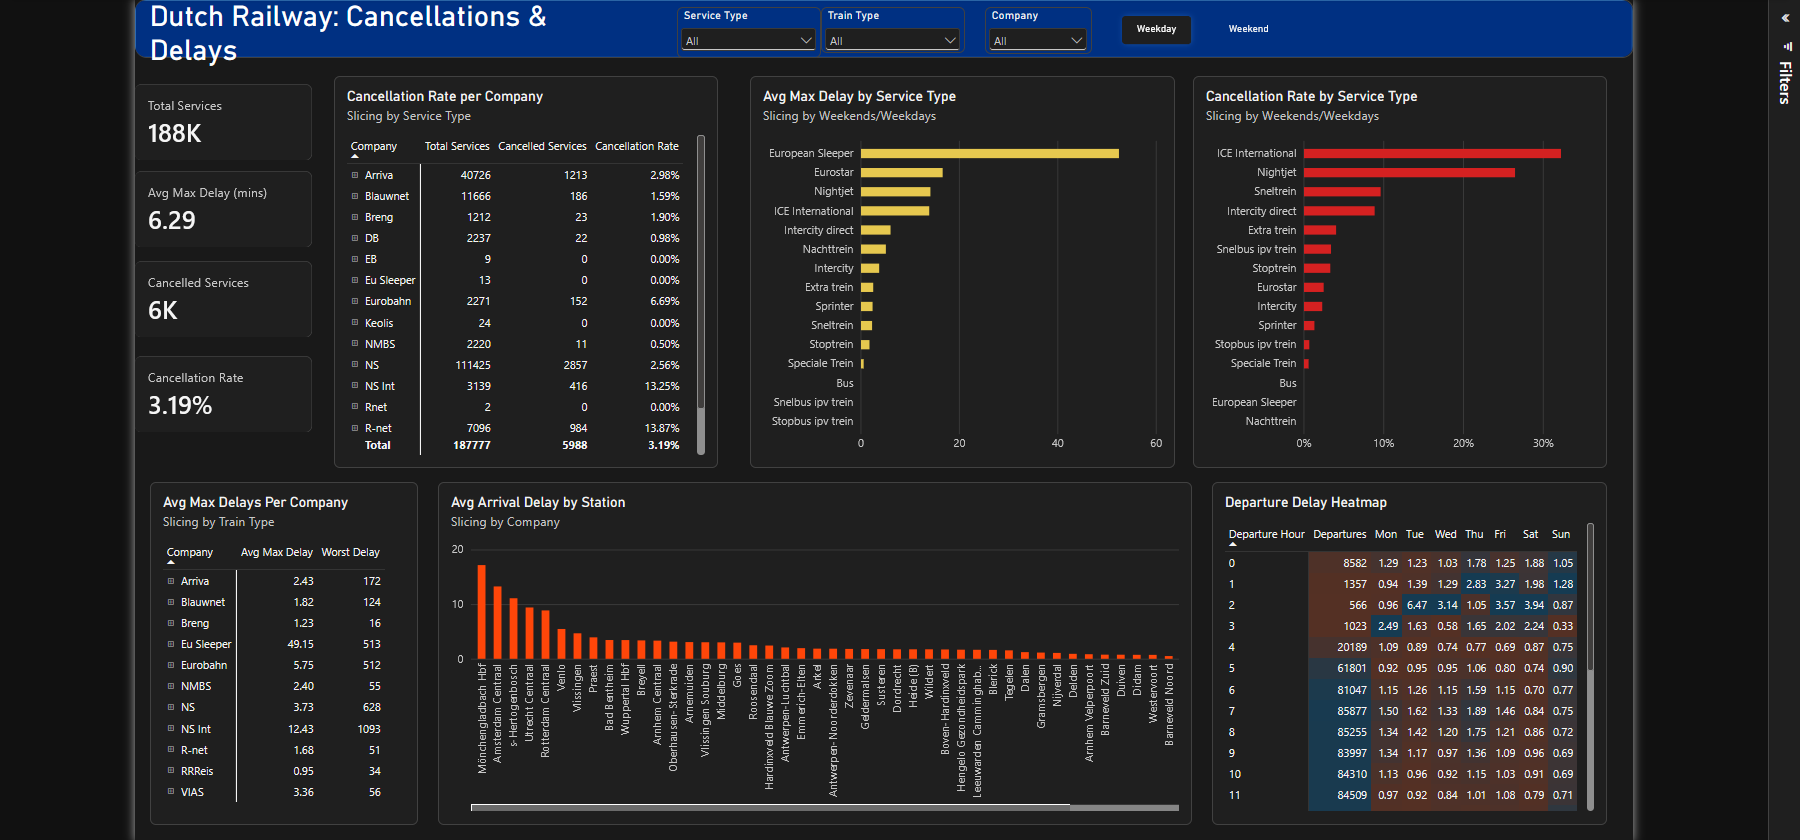 Dutch Railway: Cancellations &
Delays
Service Type
All
Train Type
All
Company
All
Weekday
Weekend
Filters
Total Services
188K
Avg Max Delay (mins)
6.29
Cancelled Services
6K
Cancellation Rate
3.19%
Cancellation Rate per Company
Slicing by Service Type
Company Total Services Cancelled Services Cancellation Rate
Arriva 40726 1213 2.98%
Blauwnet 11666 186 1.59%
Breng 1212 23 1.90%
DB 2237 22 0.98%
EB 9 0 0.00%
Eu Sleeper 13 0 0.00%
Eurobahn 2271 152 6.69%
Keolis 24 0 0.00%
NMBS 2220 11 0.50%
NS 111425 2857 2.56%
NS Int 3139 416 13.25%
Rnet 2 0 0.00%
R-net 7096 984 13.87%
Total 187777 5988 3.19%
Avg Max Delay by Service Type
Slicing by Weekends/Weekdays
European Sleeper
Eurostar
Nightjet
ICE International
Intercity direct
Nachttrein
Intercity
Extra trein
Sprinter
Sneltrein
Stoptrein
Speciale Trein
Bus
Snelbus ipv trein
Stopbus ipv trein
0 20 40 60
Cancellation Rate by Service Type
Slicing by Weekends/Weekdays
ICE International
Nightjet
Sneltrein
Intercity direct
Extra trein
Snelbus ipv trein
Stoptrein
Eurostar
Intercity
Sprinter
Stopbus ipv trein
Speciale Trein
Bus
European Sleeper
Nachttrein
0% 10% 20% 30%
Avg Max Delays Per Company
Slicing by Train Type
Company Avg Max Delay Worst Delay
Arriva 2.43 172
Blauwnet 1.82 124
Breng 1.23 16
Eu Sleeper 49.15 513
Eurobahn 5.75 512
NMBS 2.40 55
NS 3.73 628
NS Int 12.43 1093
R-net 1.68 51
RRReis 0.95 34
VIAS 3.36 56
Avg Arrival Delay by Station
Slicing by Company
20
10
0
Mönchengladbach Hbf
Amsterdam Centraal
's-Hertogenbosch
Utrecht Centraal
Rotterdam Centraal
Venlo
Vlissingen
Praest
Bad Bentheim
Wuppertal Hbf
Breyell
Arnhem Centraal
Oberhausen-Sterkrade
Arnemuiden
Vlissingen Souburg
Middelburg
Goes
Roosendaal
Hardinxveld Blauwe Zoom
Antwerpen-Luchtbal
Emmerich-Elten
Arkel
Antwerpen-Noorderdokken
Zevenaar
Geldermalsen
Susteren
Dordrecht
Heide (B)
Wildert
Boven-Hardinxveld
Hengelo Gezondheidspark
Leeuwarden Camminghab...
Blerick
Tegelen
Dalen
Gramsbergen
Nijverdal
Delden
Arnhem Velperpoort
Barneveld Zuid
Duiven
Didam
Westervoort
Barneveld Noord
Departure Delay Heatmap
Departure Hour Departures Mon Tue Wed Thu Fri Sat Sun
0 8582 1.29 1.23 1.03 1.78 1.25 1.88 1.05
1 1357 0.94 1.39 1.29 2.83 3.27 1.98 1.28
2 566 0.96 6.47 3.14 1.05 3.57 3.94 0.87
3 1023 2.49 1.63 0.58 1.65 2.02 2.24 0.33
4 20189 1.09 0.89 0.74 0.77 0.69 0.87 0.75
5 61801 0.92 0.95 0.95 1.06 0.80 0.74 0.90
6 81047 1.15 1.26 1.15 1.59 1.15 0.70 0.77
7 85877 1.50 1.62 1.33 1.89 1.46 0.84 0.75
8 85255 1.34 1.42 1.20 1.75 1.21 0.86 0.72
9 83997 1.34 1.17 0.97 1.36 1.09 0.96 0.69
10 84310 1.13 0.96 0.92 1.15 1.03 0.91 0.69
11 84509 0.97 0.92 0.84 1.01 1.08 0.79 0.71